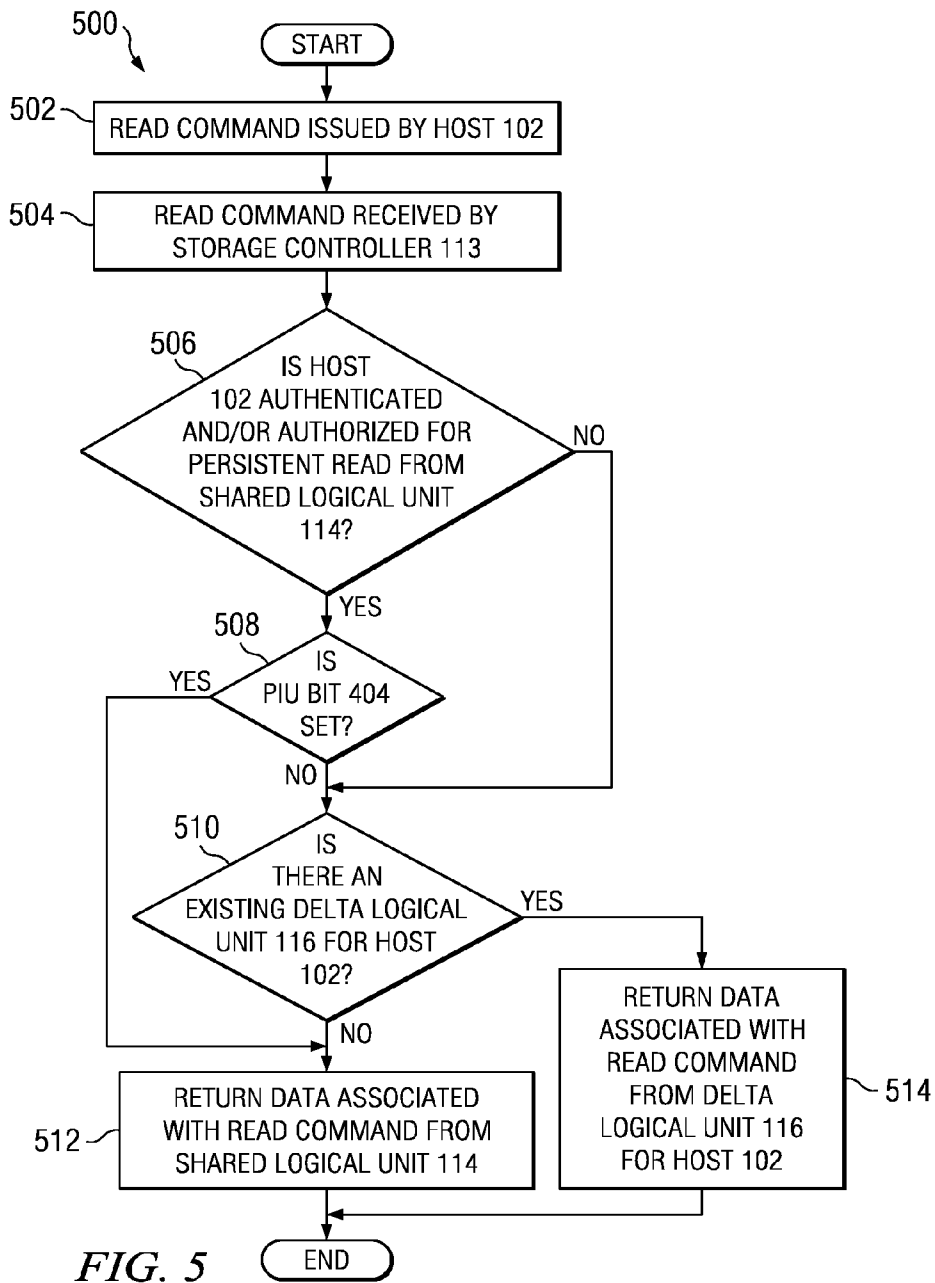 500
START
502
READ COMMAND ISSUED BY HOST 102
504
READ COMMAND RECEIVED BY
STORAGE CONTROLLER 113
506
IS HOST
102 AUTHENTICATED
AND/OR AUTHORIZED FOR
PERSISTENT READ FROM
SHARED LOGICAL UNIT
114?
NO
YES
508
IS
PIU BIT 404
SET?
YES
NO
510
IS
THERE AN
EXISTING DELTA LOGICAL
UNIT 116 FOR HOST
102?
YES
NO
512
RETURN DATA ASSOCIATED
WITH READ COMMAND FROM
SHARED LOGICAL UNIT 114
RETURN DATA
ASSOCIATED WITH
READ COMMAND
FROM DELTA
LOGICAL UNIT 116
FOR HOST 102
514
END
FIG. 5